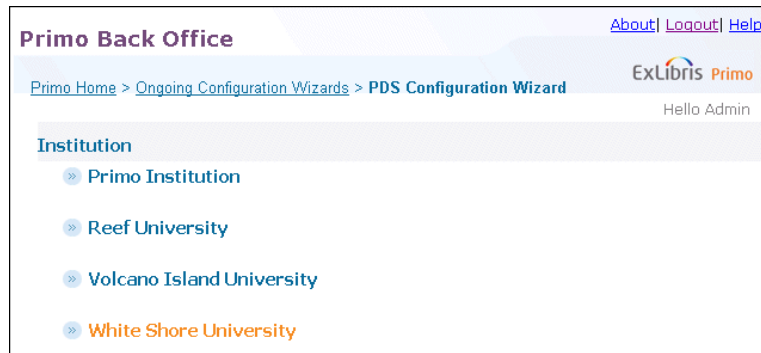 About| Logout| Help
Primo Back Office
ExLibris Primo
Primo Home > Ongoing Configuration Wizards > PDS Configuration Wizard
Hello Admin
Institution
» Primo Institution
» Reef University
» Volcano Island University
» White Shore University